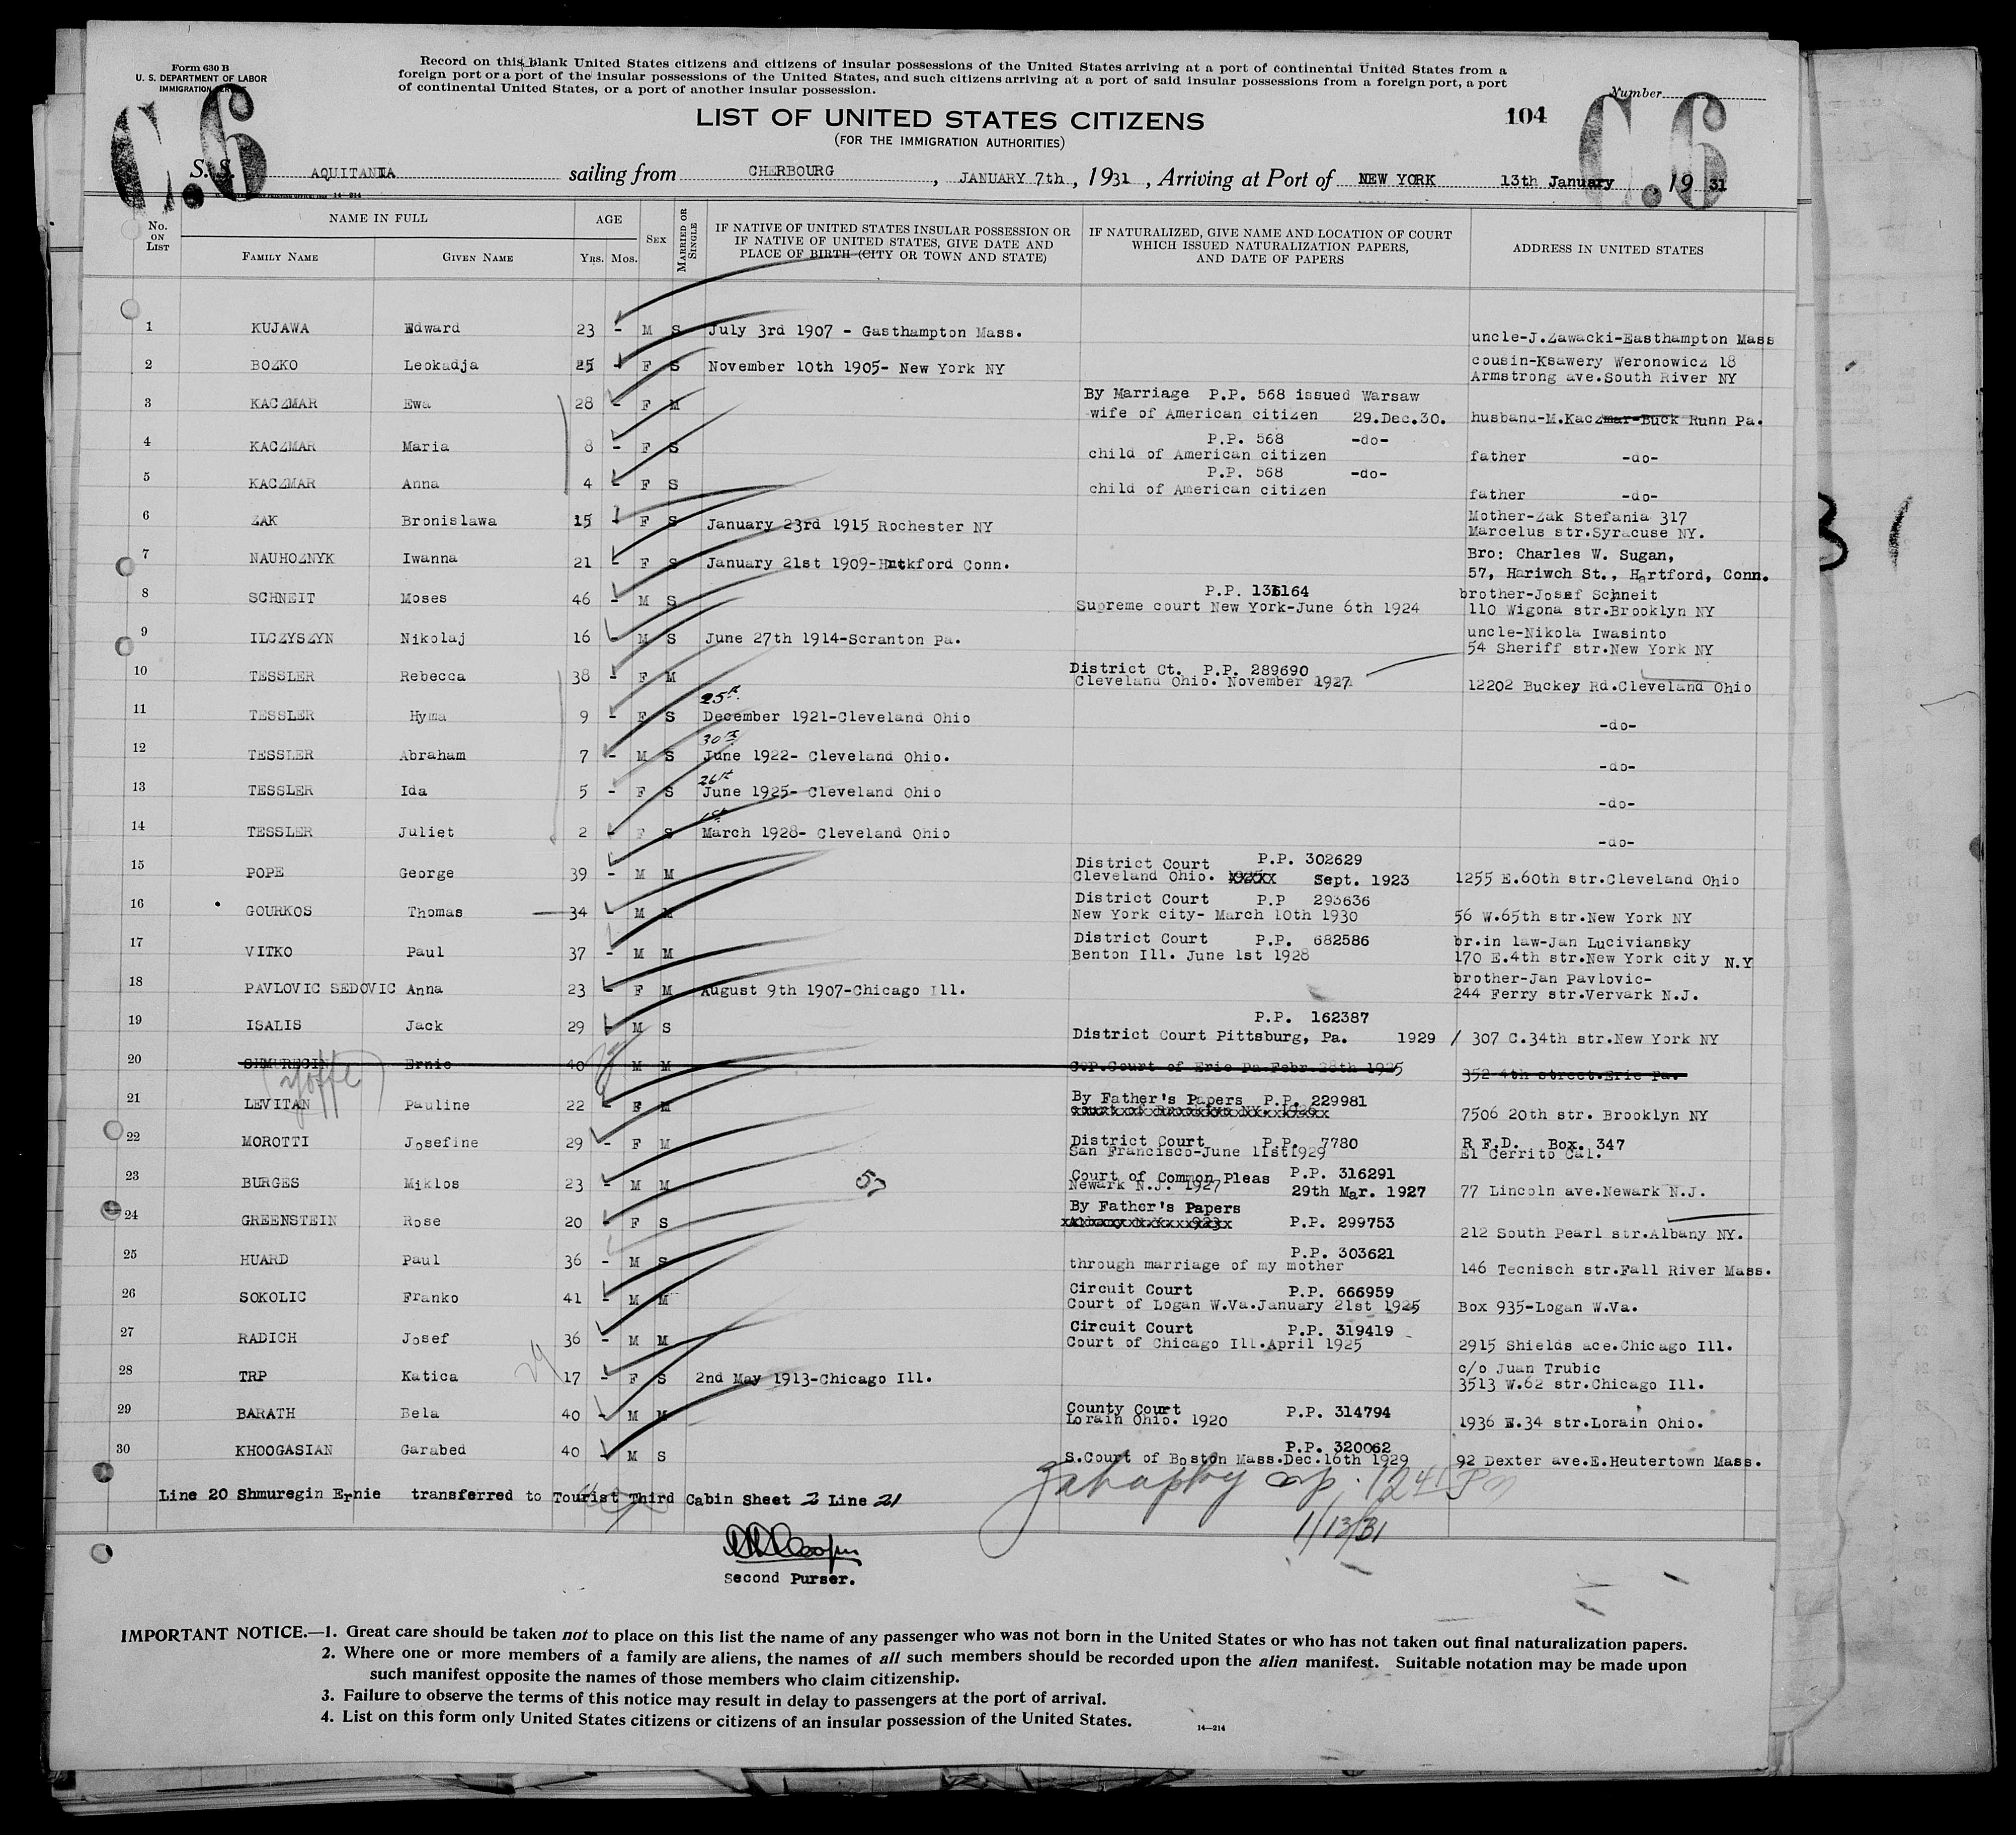 Form 630 B
U. S. DEPARTMENT OF LABOR
IMMIGRATION
Record on this blank United States citizens and citizens of insular possessions of the United States arriving at a port of continental United States from a
foreign port or a port of the insular possessions of the United States, and such citizens arriving at a port of said insular possessions from a foreign port, a port
of continental United States, or a port of another insular possession.
Number
C.6 C.6
LIST OF UNITED STATES CITIZENS
104
(FOR THE IMMIGRATION AUTHORITIES)
S. S. AQUITANIA sailing from CHERBOURG , JANUARY 7th , 1931 , Arriving at Port of NEW YORK 13th January , 19 31
14-214
No. ON LIST NAME IN FULL AGE SEX MARRIED OR SINGLE IF NATIVE OF UNITED STATES INSULAR POSSESSION OR IF NATIVE OF UNITED STATES, GIVE DATE AND PLACE OF BIRTH (CITY OR TOWN AND STATE) IF NATURALIZED, GIVE NAME AND LOCATION OF COURT WHICH ISSUED NATURALIZATION PAPERS, AND DATE OF PAPERS ADDRESS IN UNITED STATES
FAMILY NAME GIVEN NAME YRS. MOS.
1 KUJAWA Edward 23 - M S July 3rd 1907 - Gasthampton Mass. uncle-J.Zawacki-Easthampton Mass
2 BOZKO Leokadja 25 - F S November 10th 1905- New York NY cousin-Ksawery Weronowicz 18
Armstrong ave.South River NY
3 KACZMAR Ewa 28 - F M By Marriage P.P. 568 issued Warsaw
wife of American citizen 29.Dec.30. husband-M.Kaczmar-Buck Runn Pa.
4 KACZMAR Maria 8 - F S P.P. 568 -do-
child of American citizen father -do-
5 KACZMAR Anna 4 - F S P.P. 568 -do-
child of American citizen father -do-
6 ZAK Bronislawa 15 - F S January 23rd 1915 Rochester NY Mother-Zak Stefania 317
Marcelus str.Syracuse NY.
7 NAUHOZNYK Iwanna 21 - F S January 21st 1909- Conn. Bro: Charles W. Sugan,
57, Hariwch St., Hartford, Conn.
8 SCHNEIT Moses 46 - M S P.P.
Supreme court New York-June 6th 1924 brother-Josef Schneit
110 Wigona str.Brooklyn NY
9 ILCZYSZYN Nikolaj 16 - M S June 27th 1914-Scranton Pa. uncle-Nikola Iwasinto
54 Sheriff str.New York NY
10 TESSLER Rebecca 38 - F M District Ct. P.P. 289690
Cleveland Ohio. November 1927 12202 Buckey Rd.Cleveland Ohio
25th
11 TESSLER Hyma 9 - F S December 1921-Cleveland Ohio -do-
30th
12 TESSLER Abraham 7 - M S June 1922- Cleveland Ohio. -do-
26th
13 TESSLER Ida 5 - F S June 1925- Cleveland Ohio -do-
14 TESSLER Juliet 2 - F S March 1928- Cleveland Ohio -do-
15 POPE George 39 - M M District Court P.P. 302629
Cleveland Ohio. Sept. 1923 1255 E.60th str.Cleveland Ohio
16 GOURKOS Thomas 34 M M District Court P.P 293636
New York city- March 10th 1930 56 W.65th str.New York NY
17 VITKO Paul 37 - M M District Court P.P. 682586
Benton Ill. June 1st 1928 br.in law-Jan Luciviansky
170 E.4th str.New York city N.Y
18 PAVLOVIC SEDOVIC Anna 23 - F M August 9th 1907-Chicago Ill. brother-Jan Pavlovic-
244 Ferry str.Vervark N.J.
19 ISALIS Jack 29 - M S P.P. 162387
District Court Pittsburg, Pa. 1929 / 307 C.34th str.New York NY
20 SHMUREGIN Ernie 40 M M C.P.Court of Erie Pa.Febr.28th 1925 352 4th street.Erie Pa.
(Yoffe)
21 LEVITAN Pauline 22 - F M By Father's Papers P.P. 229981
7506 20th str. Brooklyn NY
22 MOROTTI Josefine 29 - F M District Court P.P. 7780
San Francisco-June 1929 R F.D. Box. 347
El Cerrito Cal.
23 BURGES Miklos 23 - M M Court of Common Pleas P.P. 316291
Newark N.J. 1927 29th Mar. 1927 77 Lincoln ave.Newark N.J.
24 GREENSTEIN Rose 20 - F S By Father's Papers
P.P. 299753
212 South Pearl str.Albany NY.
25 HUARD Paul 36 - M S P.P. 303621
through marriage of my mother 146 Tecnisch str.Fall River Mass.
26 SOKOLIC Franko 41 - M M Circuit Court P.P. 666959
Court of Logan W.Va.January 21st 1925 Box 935-Logan W.Va.
27 RADICH Josef 36 - M M Circuit Court P.P. 319419
Court of Chicago Ill.April 1925 2915 Shields ace.Chicago Ill.
28 TRP Katica 17 - F S 2nd May 1913-Chicago Ill. c/o Juan Trubic
3513 W.62 str.Chicago Ill.
29 BARATH Bela 40 - M M County Court P.P. 314794
Lorain Ohio. 1920 1936 E.34 str.Lorain Ohio.
30 KHOOGASIAN Garabed 40 - M S P.P. 320062
S.Court of Boston Mass.Dec.16th 1929 92 Dexter ave.E.Heutertown Mass.
Line 20 Shmuregin Ernie transferred to Tourist Third Cabin Sheet 2 Line 21
1/13/31
Second Purser.
IMPORTANT NOTICE.—1. Great care should be taken not to place on this list the name of any passenger who was not born in the United States or who has not taken out final naturalization papers.
2. Where one or more members of a family are aliens, the names of all such members should be recorded upon the alien manifest. Suitable notation may be made upon
such manifest opposite the names of those members who claim citizenship.
3. Failure to observe the terms of this notice may result in delay to passengers at the port of arrival.
4. List on this form only United States citizens or citizens of an insular possession of the United States.
14—214